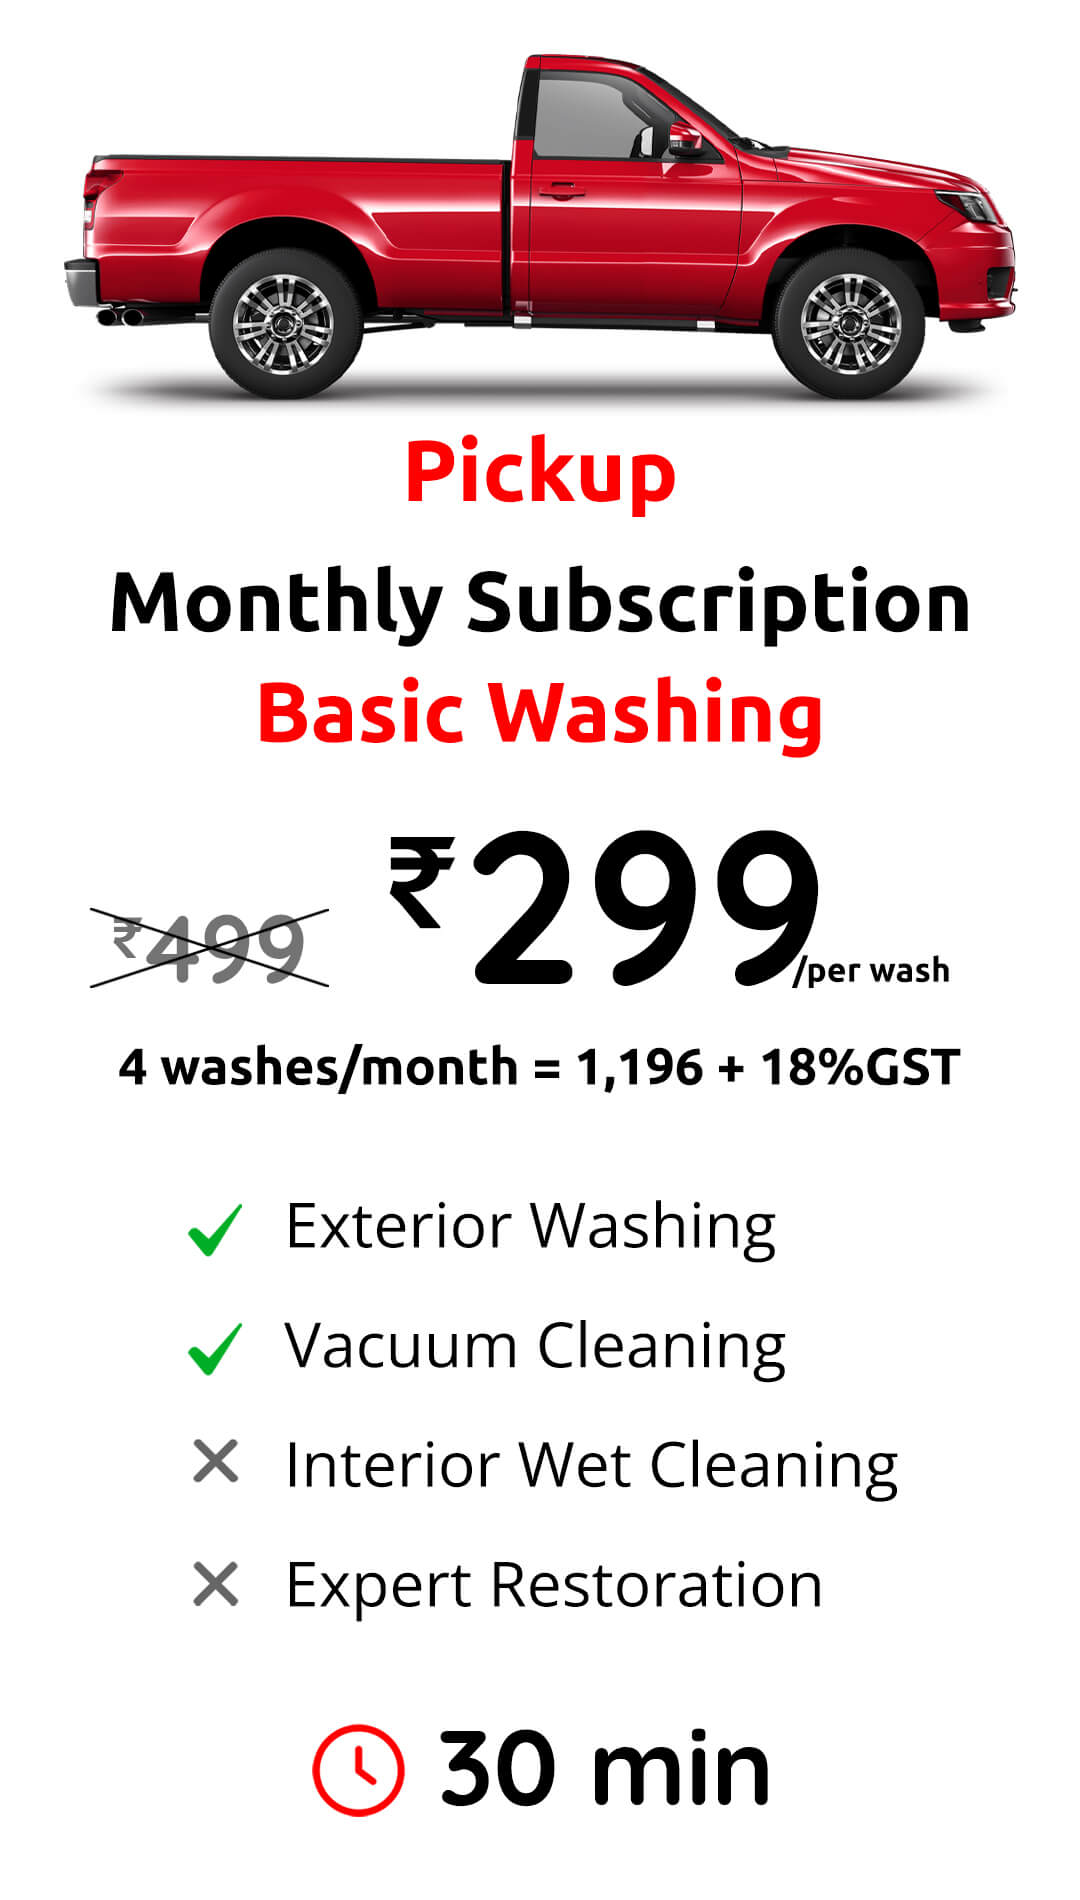 Pickup
Monthly Subscription
Basic Washing
₹499 ₹299/per wash
4 washes/month = 1,196 + 18%GST
Exterior Washing
Vacuum Cleaning
Interior Wet Cleaning
Expert Restoration
30 min